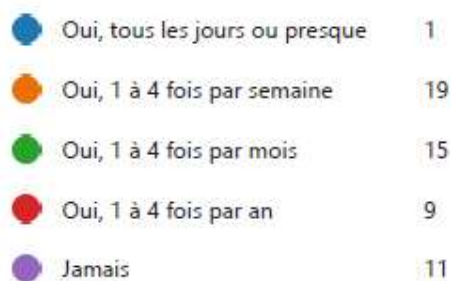 Oui, tous les jours ou presque 1
Oui, 1 à 4 fois par semaine 19
Oui, 1 à 4 fois par mois 15
Oui, 1 à 4 fois par an 9
Jamais 11